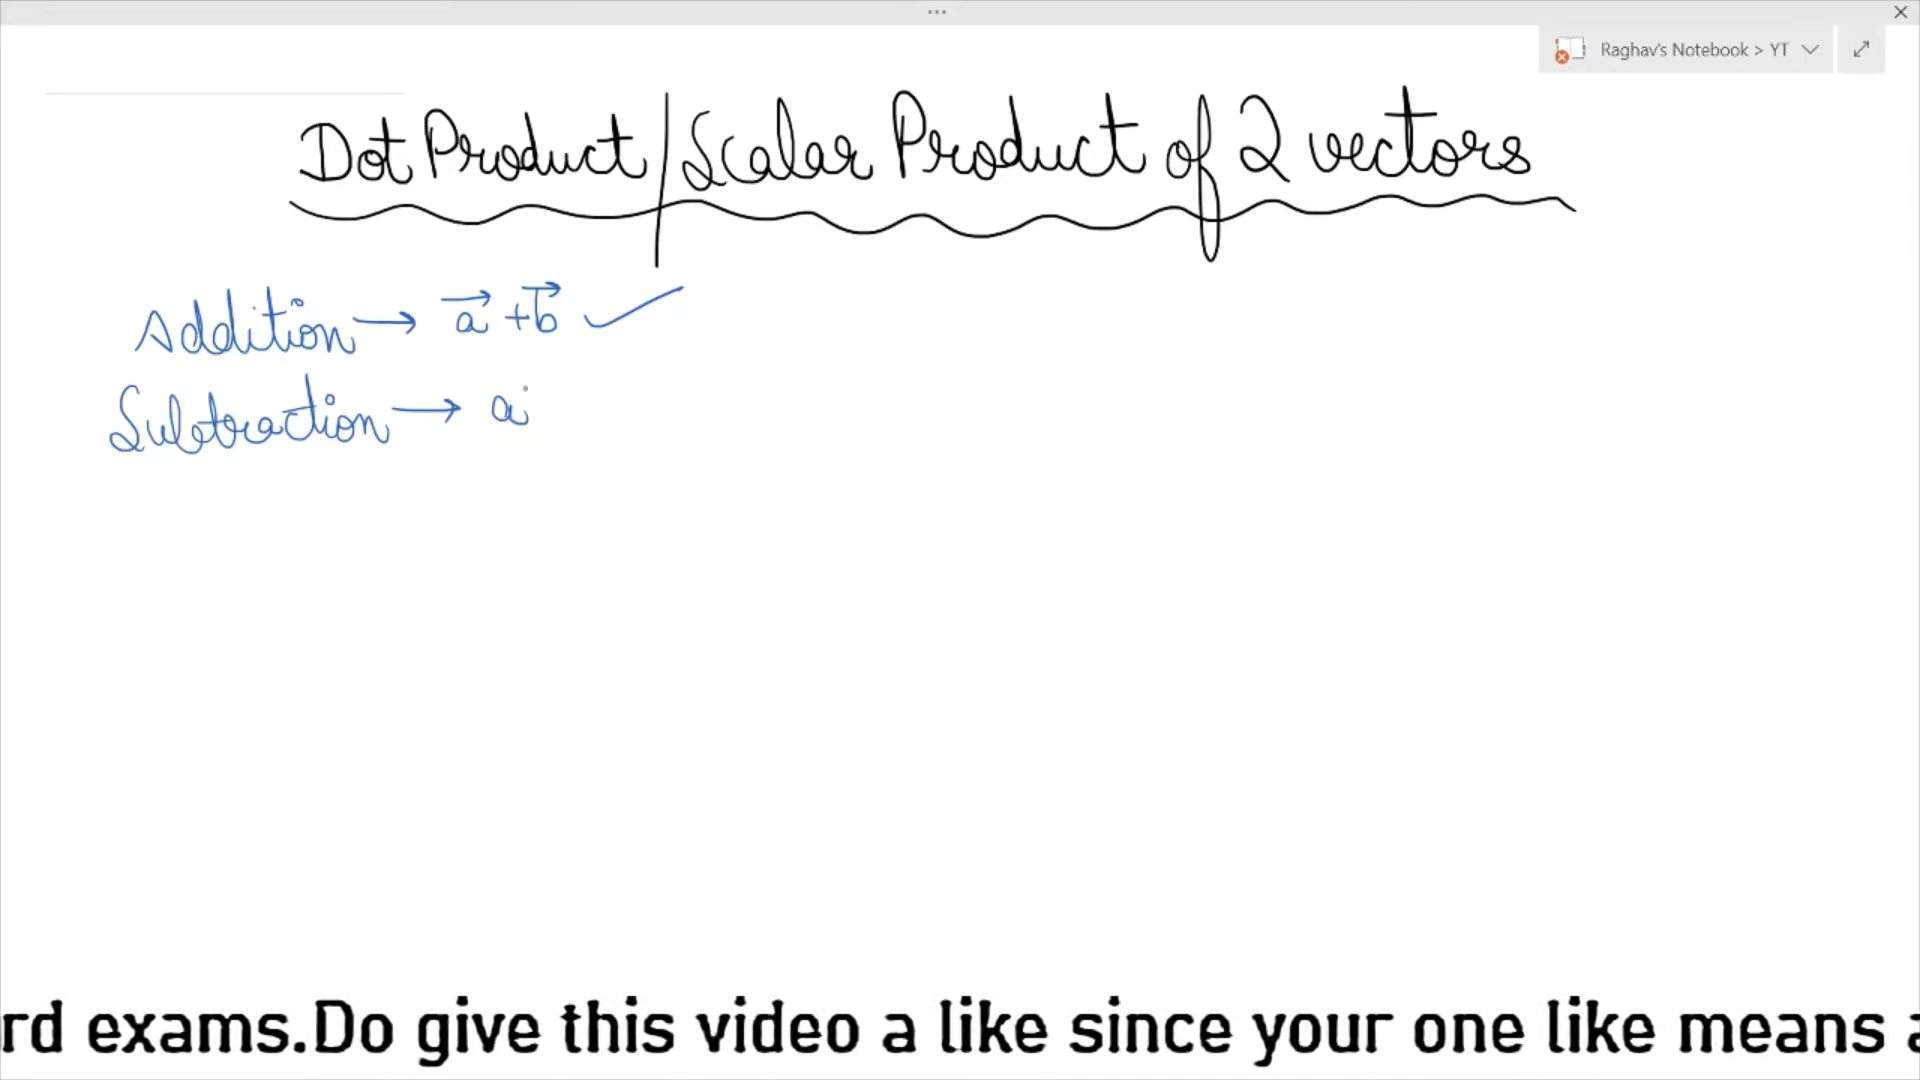 Raghav's Notebook > YT
Dot Product/Scalar Product of 2 vectors
Addition → a⃗ + b⃗ ✓
Subtraction → a
rd exams.Do give this video a like since your one like means a